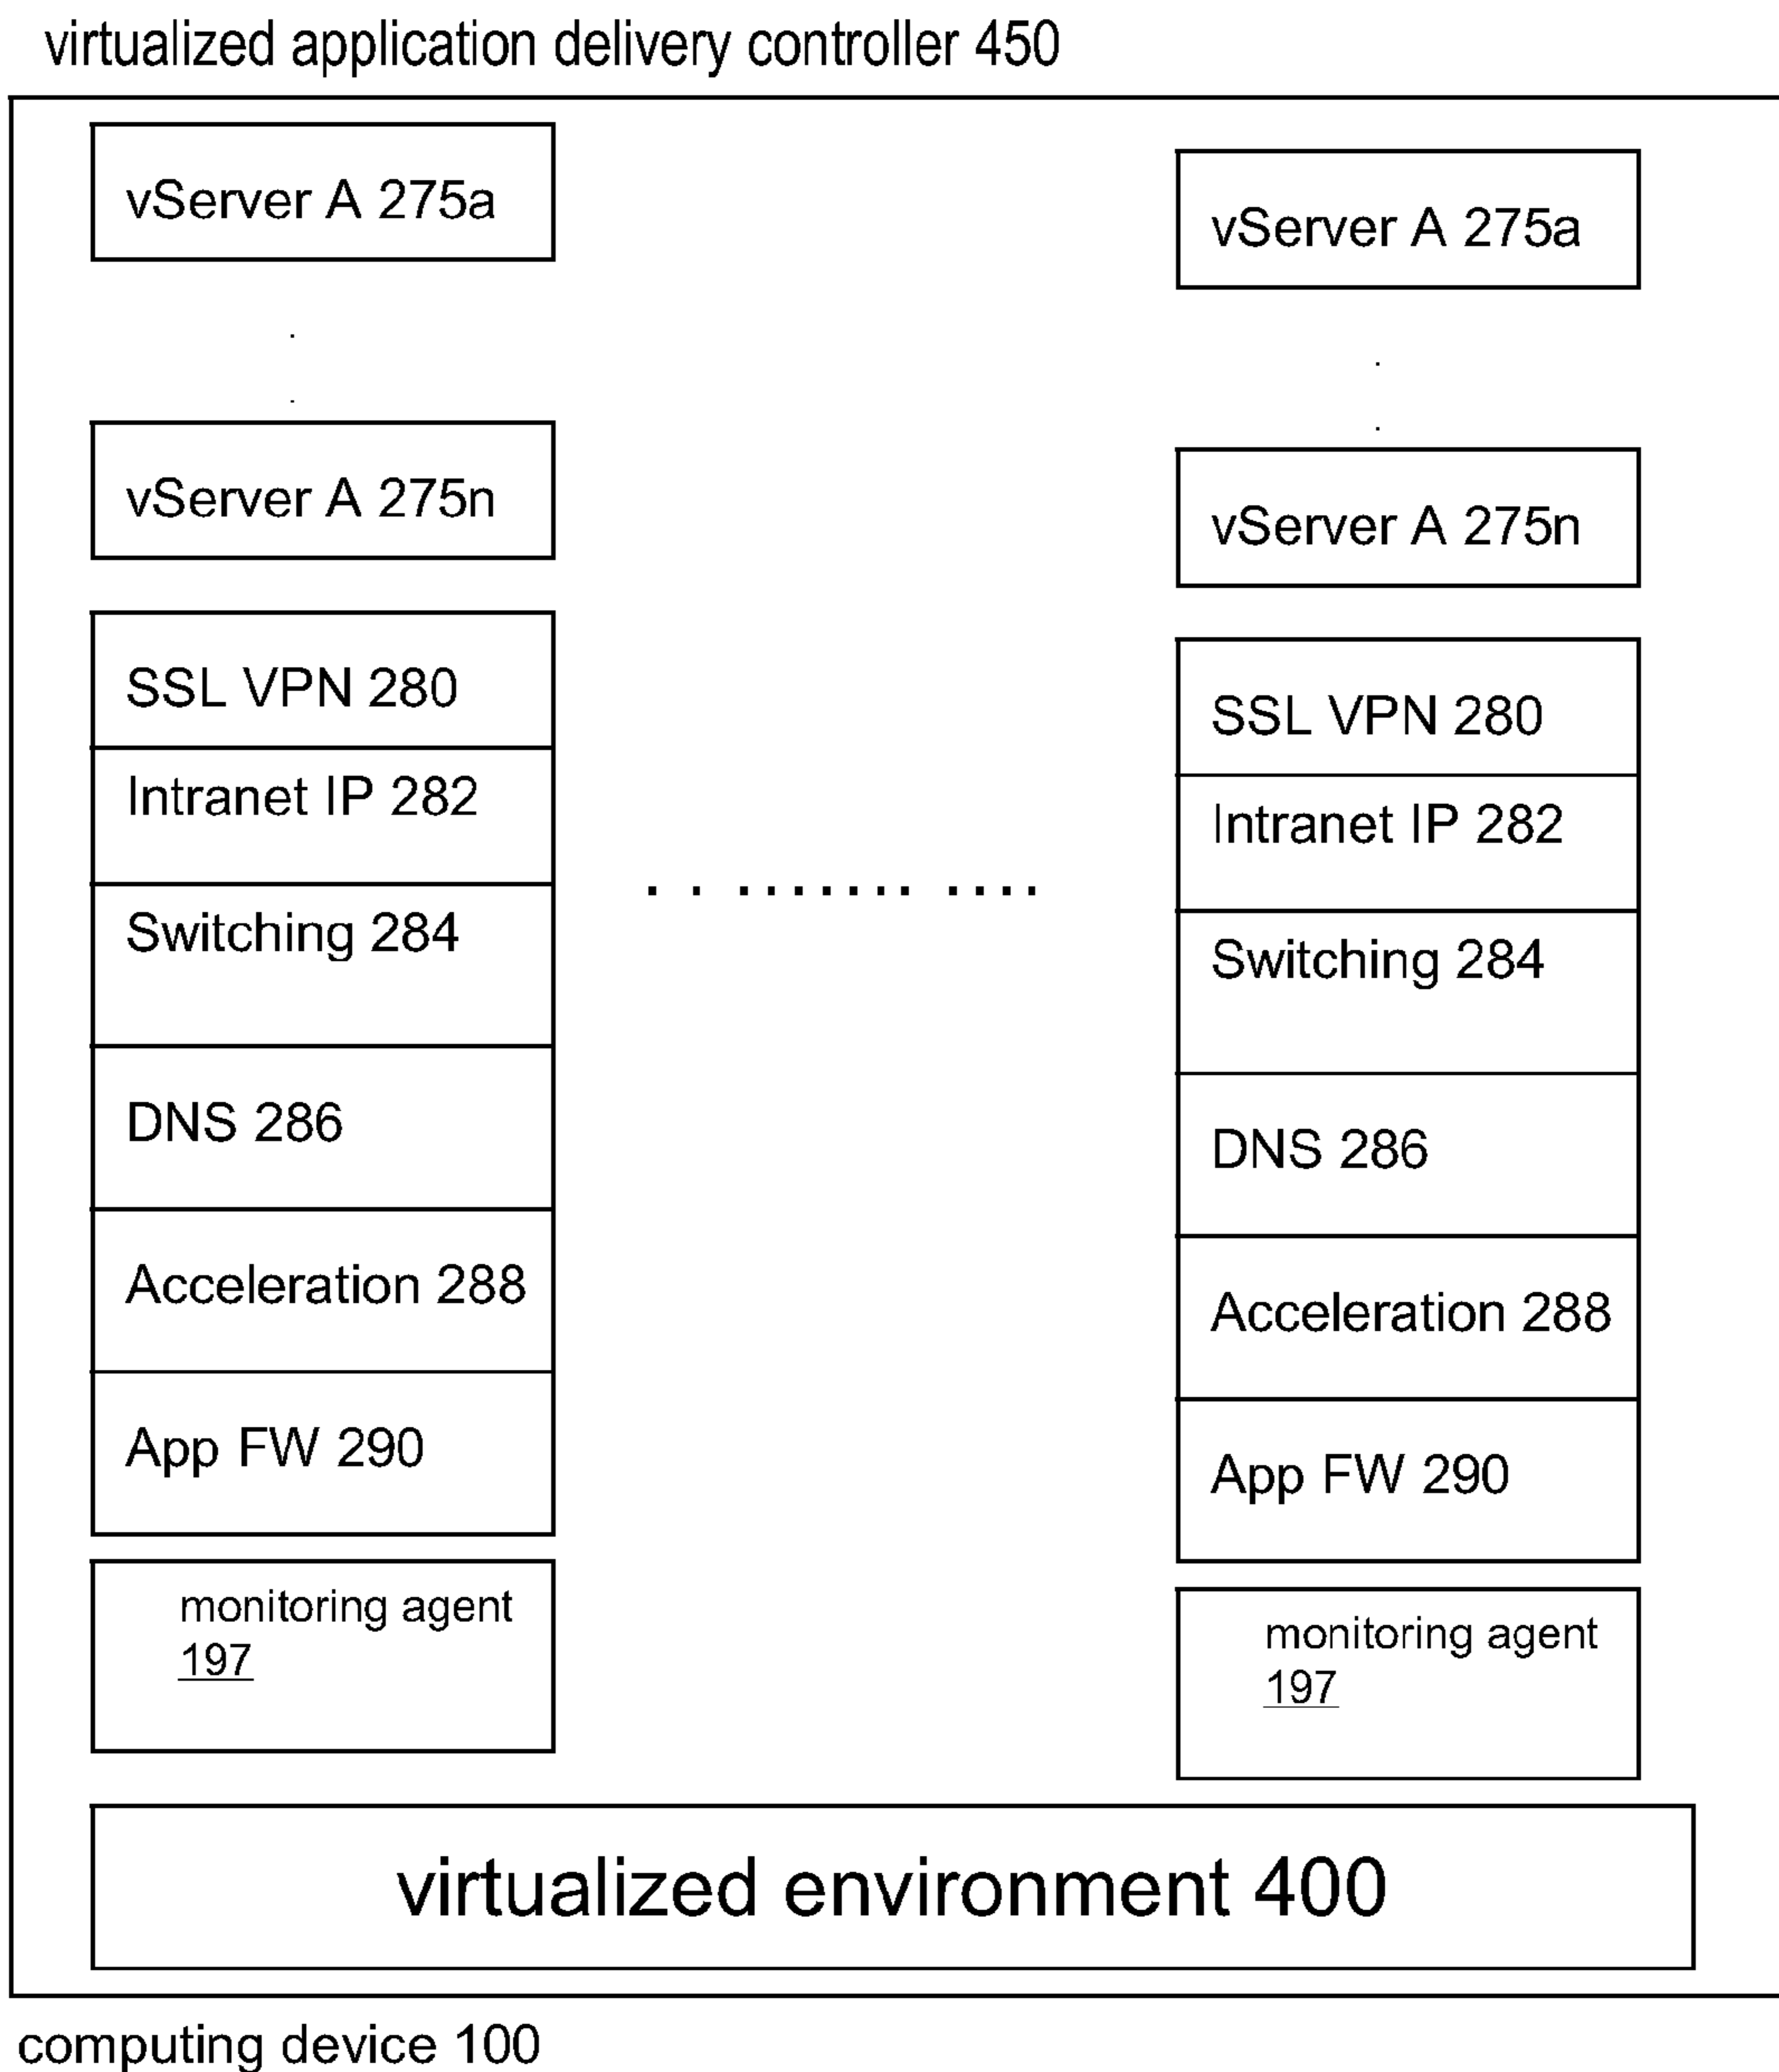 virtualized application delivery controller 450
vServer A 275a
vServer A 275n
SSL VPN 280
Intranet IP 282
Switching 284
DNS 286
Acceleration 288
App FW 290
monitoring agent
197
vServer A 275a
vServer A 275n
SSL VPN 280
Intranet IP 282
Switching 284
DNS 286
Acceleration 288
App FW 290
monitoring agent
197
virtualized environment 400
computing device 100